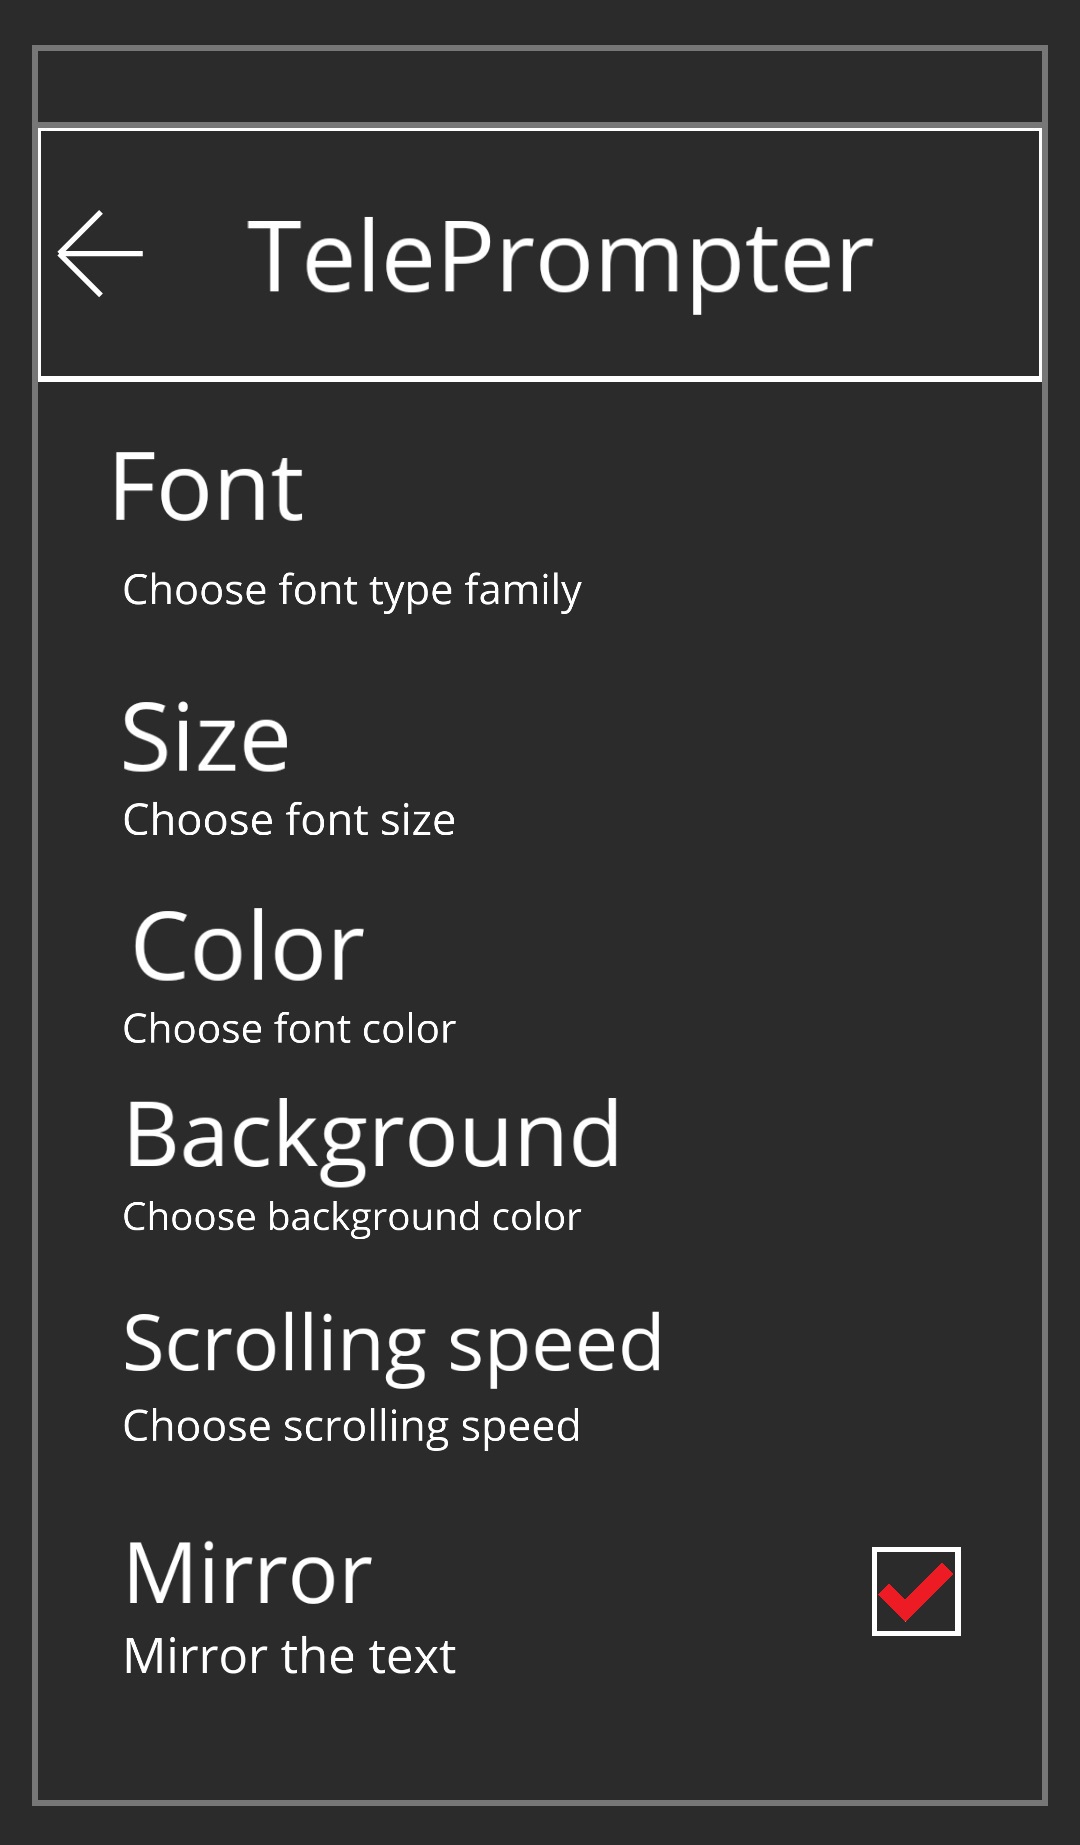 TelePrompter
Font
Choose font type family
Size
Choose font size
Color
Choose font color
Background
Choose background color
Scrolling speed
Choose scrolling speed
Mirror
Mirror the text